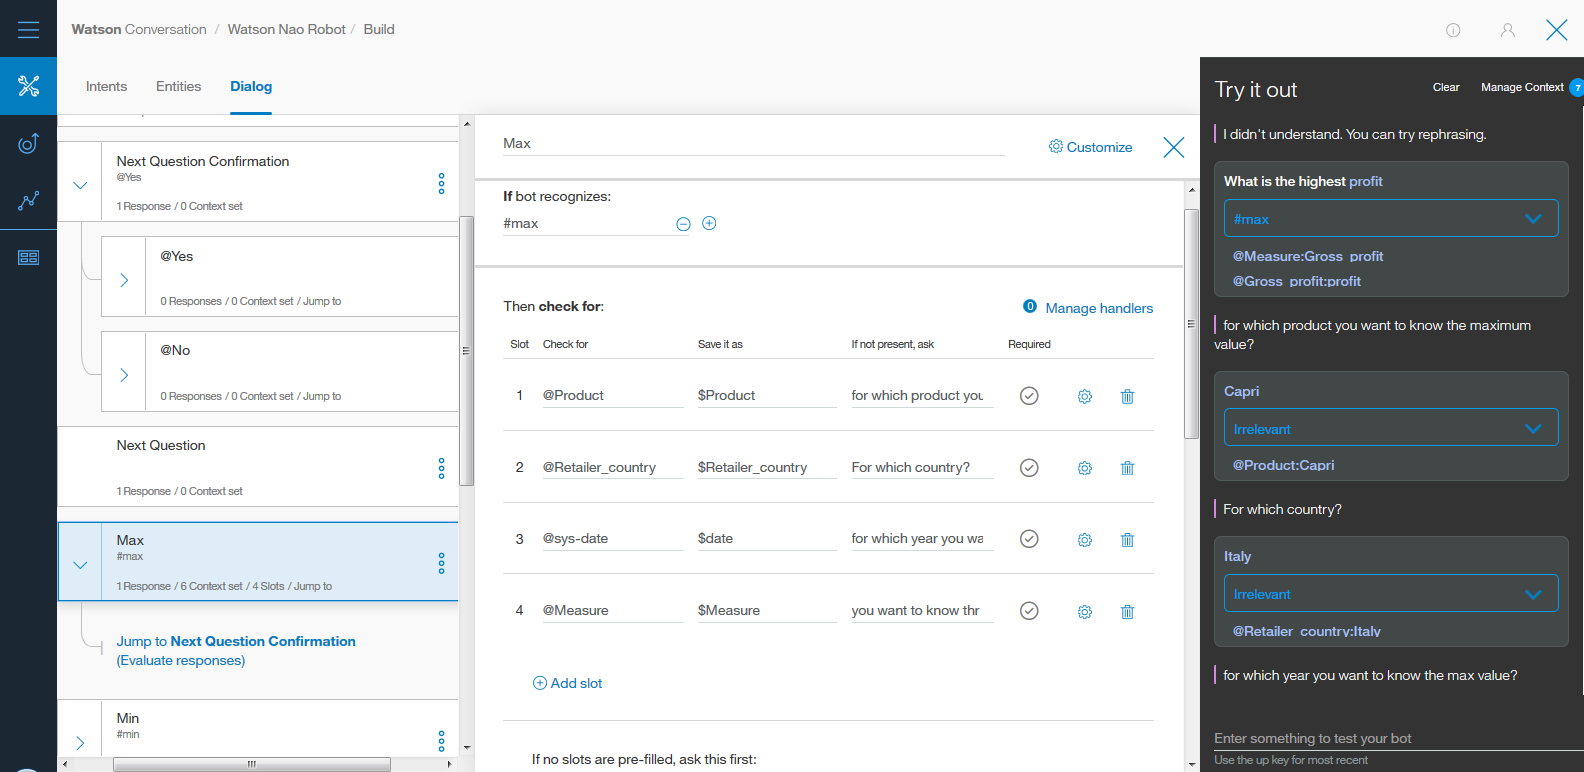 Watson Conversation / Watson Nao Robot / Build
Intents Entities Dialog
Next Question Confirmation
@Yes
1 Response / 0 Context set
@Yes
0 Responses / 0 Context set / Jump to
@No
0 Responses / 0 Context set / Jump to
Next Question
1 Response / 0 Context set
Max
#max
1 Response / 6 Context set / 4 Slots / Jump to
Jump to Next Question Confirmation
(Evaluate responses)
Min
#min
Max
Customize
If bot recognizes:
#max
Then check for:
0 Manage handlers
Slot Check for Save it as If not present, ask Required
1 @Product $Product for which product you
2 @Retailer_country $Retailer_country For which country?
3 @sys-date $date for which year you wa
4 @Measure $Measure you want to know thr
Add slot
If no slots are pre-filled, ask this first:
Try it out Clear Manage Context 7
I didn't understand. You can try rephrasing.
What is the highest profit
#max
@Measure:Gross_profit
@Gross_profit:profit
for which product you want to know the maximum
value?
Capri
Irrelevant
@Product:Capri
For which country?
Italy
Irrelevant
@Retailer_country:Italy
for which year you want to know the max value?
Enter something to test your bot
Use the up key for most recent